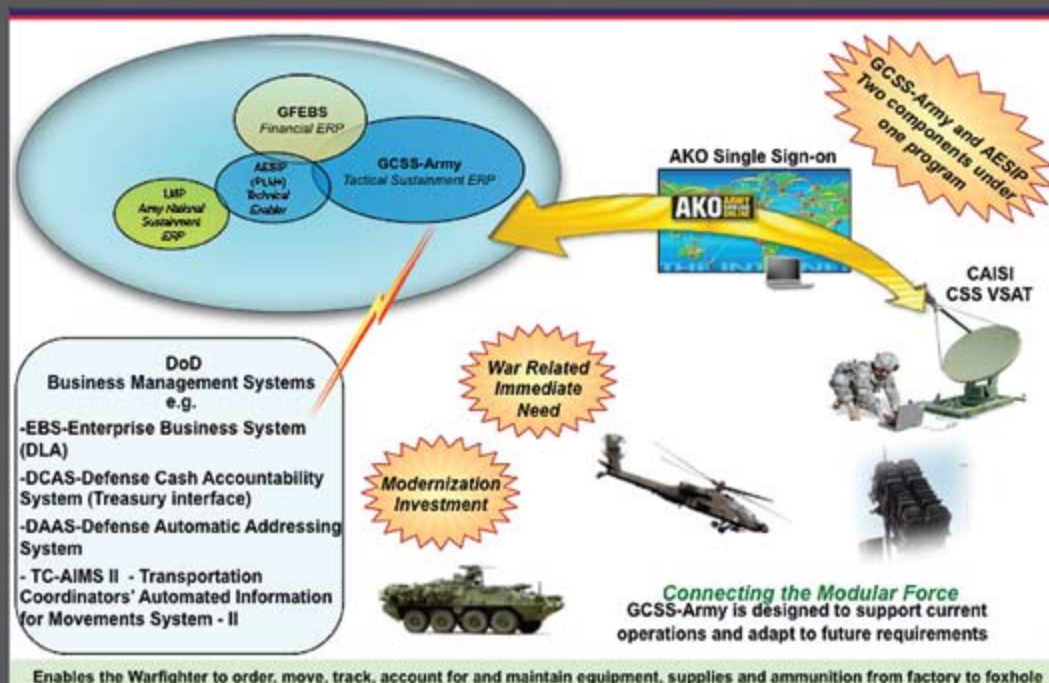 GFEBS
Financial ERP
GCSS-Army
Tactical Sustainment ERP
AESIP
(PLM+)
Technical
Enabler
LMP
Army National
Sustainment
ERP
GCSS-Army and AESIP
Two components under
one program
AKO Single Sign-on
AKO ARMY
ONLINE
THE INTERNET
CAISI
CSS VSAT
DoD
Business Management Systems
e.g.
-EBS-Enterprise Business System
(DLA)
-DCAS-Defense Cash Accountability
System (Treasury interface)
-DAAS-Defense Automatic Addressing
System
- TC-AIMS II - Transportation
Coordinators' Automated Information
for Movements System - II
War Related
Immediate
Need
Modernization
Investment
Connecting the Modular Force
GCSS-Army is designed to support current
operations and adapt to future requirements
Enables the Warfighter to order, move, track, account for and maintain equipment, supplies and ammunition from factory to foxhole